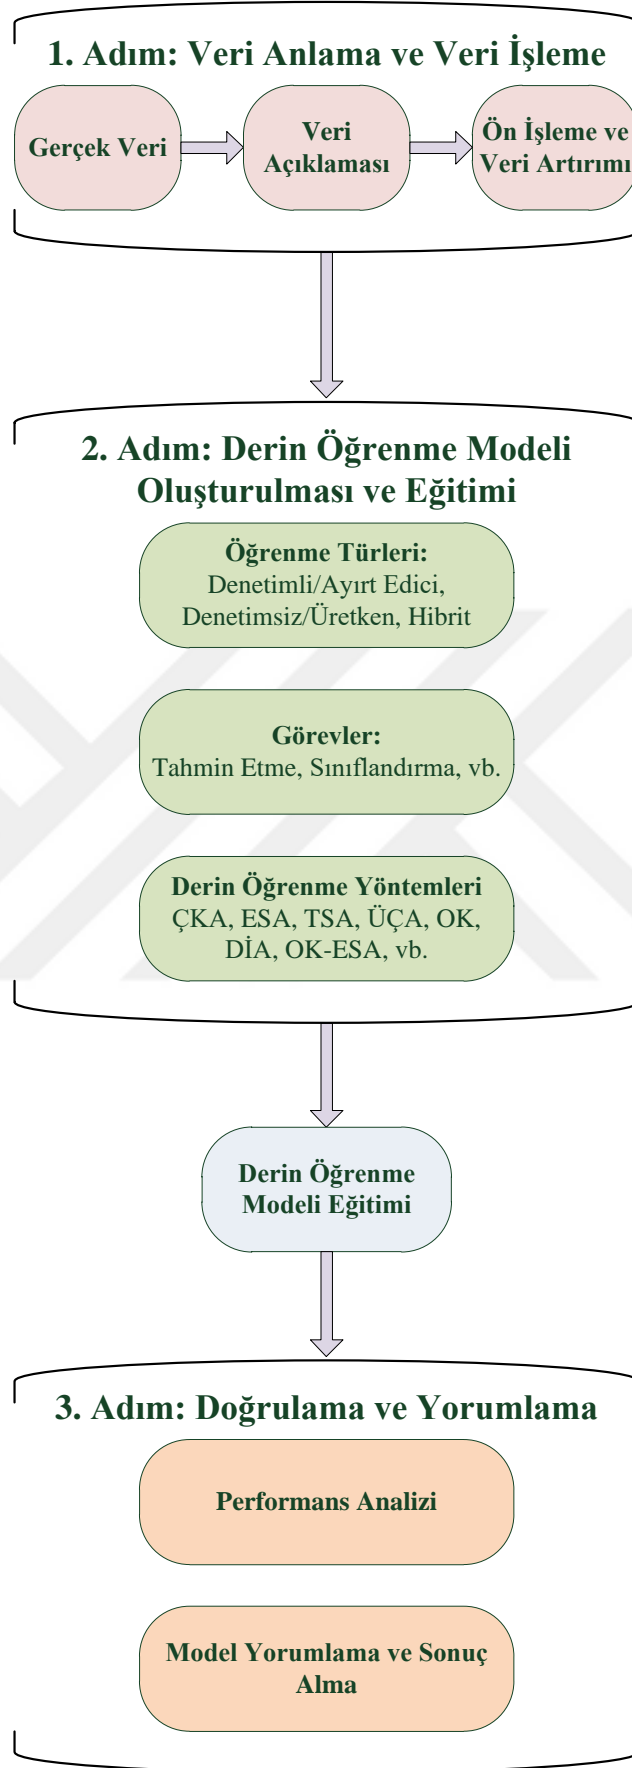 1. Adım: Veri Anlama ve Veri İşleme
Gerçek Veri
Veri
Açıklaması
Ön İşleme ve
Veri Artırımı
2. Adım: Derin Öğrenme Modeli
Oluşturulması ve Eğitimi
Öğrenme Türleri:
Denetimli/Ayırt Edici,
Denetimsiz/Üretken, Hibrit
Görevler:
Tahmin Etme, Sınıflandırma, vb.
Derin Öğrenme Yöntemleri
ÇKA, ESA, TSA, ÜÇA, OK,
DİA, OK-ESA, vb.
Derin Öğrenme
Modeli Eğitimi
3. Adım: Doğrulama ve Yorumlama
Performans Analizi
Model Yorumlama ve Sonuç
Alma